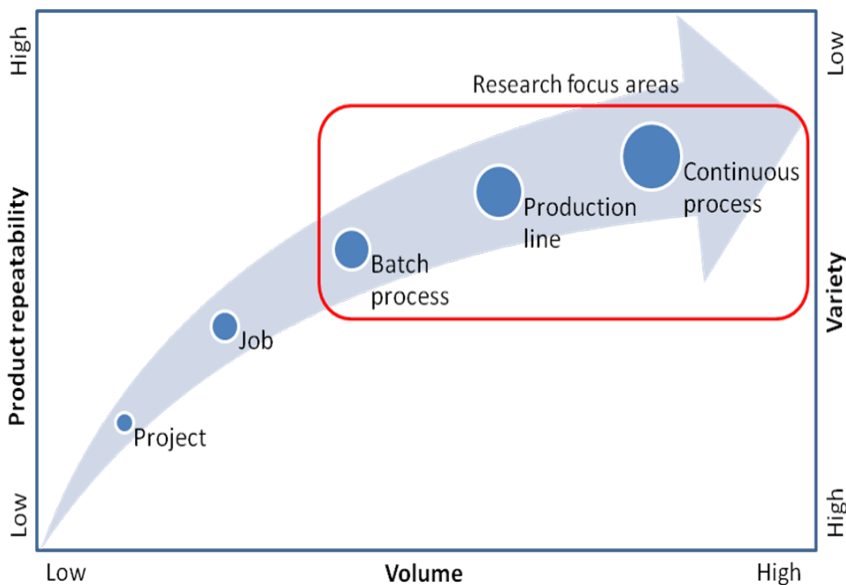 High
Low
Research focus areas
Continuous
process
Production
line
Batch
process
Product repeatability
Variety
Job
Project
Low
High
Low
Volume
High